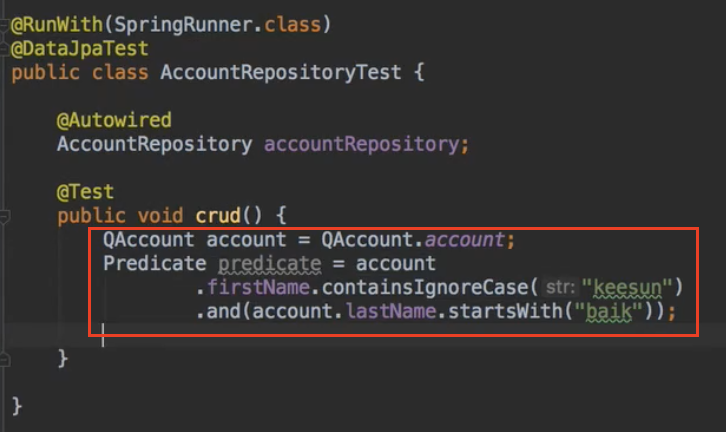 @RunWith(SpringRunner.class)
@DataJpaTest
public class AccountRepositoryTest {
@Autowired
AccountRepository accountRepository;
@Test
public void crud() {
QAccount account = QAccount.account;
Predicate predicate = account
.firstName.containsIgnoreCase( str: "keesun")
.and(account.lastName.startsWith("baik"));
}
}